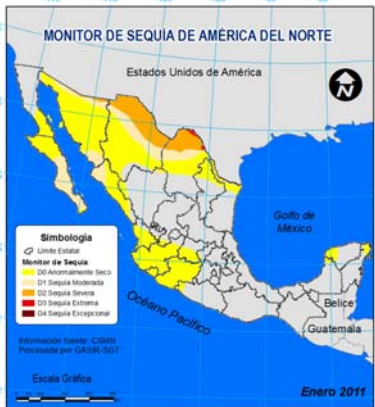 MONITOR DE SEQUÍA DE AMÉRICA DEL NORTE
Estados Unidos de América
N
Golfo de
México
Simbología
Límite Estatal
Monitor de Sequía
D0 Anormalmente Seco
D1 Sequía Moderada
D2 Sequía Severa
D3 Sequía Extrema
D4 Sequía Excepcional
Belice
Guatemala
Océano Pacífico
Información fuente: CSMN
Procesada por GASIR-SGT
Escala Gráfica
Enero 2011